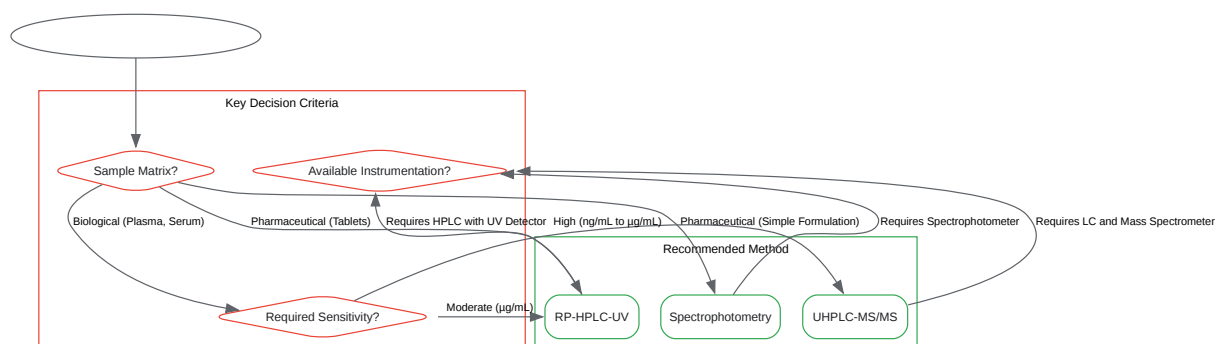 Key Decision Criteria
Sample Matrix?
Available Instrumentation?
Biological (Plasma, Serum)
Pharmaceutical (Tablets)
Requires HPLC with UV Detector
High (ng/mL to µg/mL)
Pharmaceutical (Simple Formulation)
Requires Spectrophotometer
Requires LC and Mass Spectrometer
Recommended Method
Required Sensitivity?
Moderate (µg/mL)
RP-HPLC-UV
Spectrophotometry
UHPLC-MS/MS